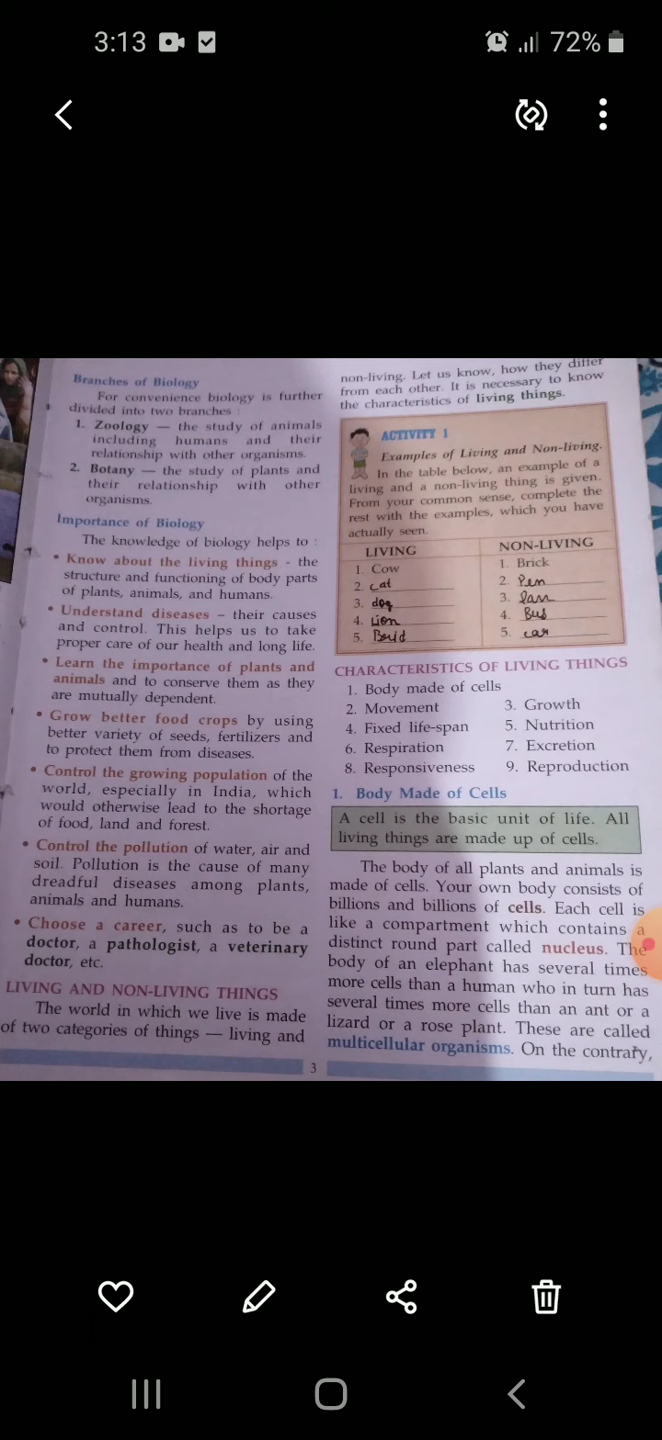 3:13
72%
Branches of Biology
For convenience biology is further
divided into two branches :
1. Zoology — the study of animals
including humans and their
relationship with other organisms.
2. Botany — the study of plants and
their relationship with other
organisms.
Importance of Biology
The knowledge of biology helps to :
• Know about the living things - the
structure and functioning of body parts
of plants, animals, and humans.
• Understand diseases – their causes
and control. This helps us to take
proper care of our health and long life.
• Learn the importance of plants and
animals and to conserve them as they
are mutually dependent.
• Grow better food crops by using
better variety of seeds, fertilizers and
to protect them from diseases.
• Control the growing population of the
world, especially in India, which
would otherwise lead to the shortage
of food, land and forest.
• Control the pollution of water, air and
soil. Pollution is the cause of many
dreadful diseases among plants,
animals and humans.
• Choose a career, such as to be a
doctor, a pathologist, a veterinary
doctor, etc.
LIVING AND NON-LIVING THINGS
The world in which we live is made
of two categories of things — living and
non-living. Let us know, how they differ
from each other. It is necessary to know
the characteristics of living things.
ACTIVITY 1
Examples of Living and Non-living.
In the table below, an example of a
living and a non-living thing is given.
From your common sense, complete the
rest with the examples, which you have
actually seen.
LIVING NON-LIVING
1. Cow 1. Brick
2. cat 2. Pen
3. dog 3.
4. Lion 4. Bus
5. 5. car
CHARACTERISTICS OF LIVING THINGS
1. Body made of cells
2. Movement 3. Growth
4. Fixed life-span 5. Nutrition
6. Respiration 7. Excretion
8. Responsiveness 9. Reproduction
1. Body Made of Cells
A cell is the basic unit of life. All
living things are made up of cells.
The body of all plants and animals is
made of cells. Your own body consists of
billions and billions of cells. Each cell is
like a compartment which contains a
distinct round part called nucleus. The
body of an elephant has several times
more cells than a human who in turn has
several times more cells than an ant or a
lizard or a rose plant. These are called
multicellular organisms. On the contrary,
3